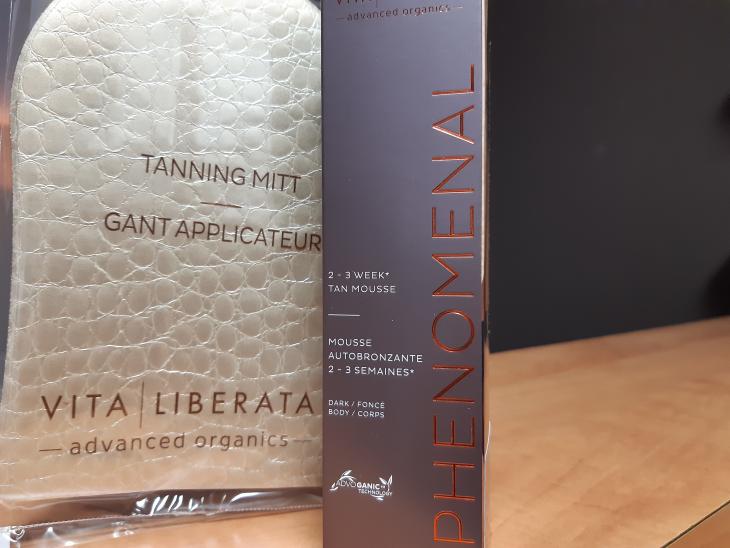 TANNING MITT
GANT APPLICATEUR
VITA | LIBERATA
— advanced organics —
— advanced organics —
PHENOMENAL
2 - 3 WEEK*
TAN MOUSSE
MOUSSE
AUTOBRONZANTE
2 - 3 SEMAINES*
DARK / FONCÉ
BODY / CORPS
ADVOGANIC™
TECHNOLOGY